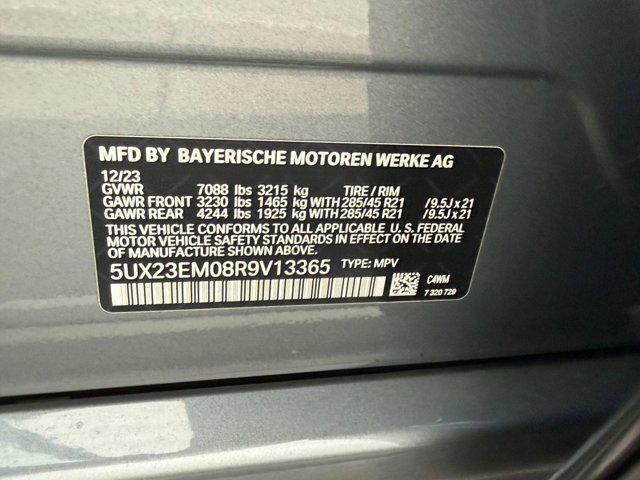 MFD BY BAYERISCHE MOTOREN WERKE AG
12/23
GVWR 7088 lbs 3215 kg TIRE / RIM
GAWR FRONT 3230 lbs 1465 kg WITH 285/45 R21 /9.5J x 21
GAWR REAR 4244 lbs 1925 kg WITH 285/45 R21 /9.5J x 21
THIS VEHICLE CONFORMS TO ALL APPLICABLE U. S. FEDERAL
MOTOR VEHICLE SAFETY STANDARDS IN EFFECT ON THE DATE
OF MANUFACTURE SHOWN ABOVE.
5UX23EM08R9V13365 TYPE: MPV
C4WM
7 320 729